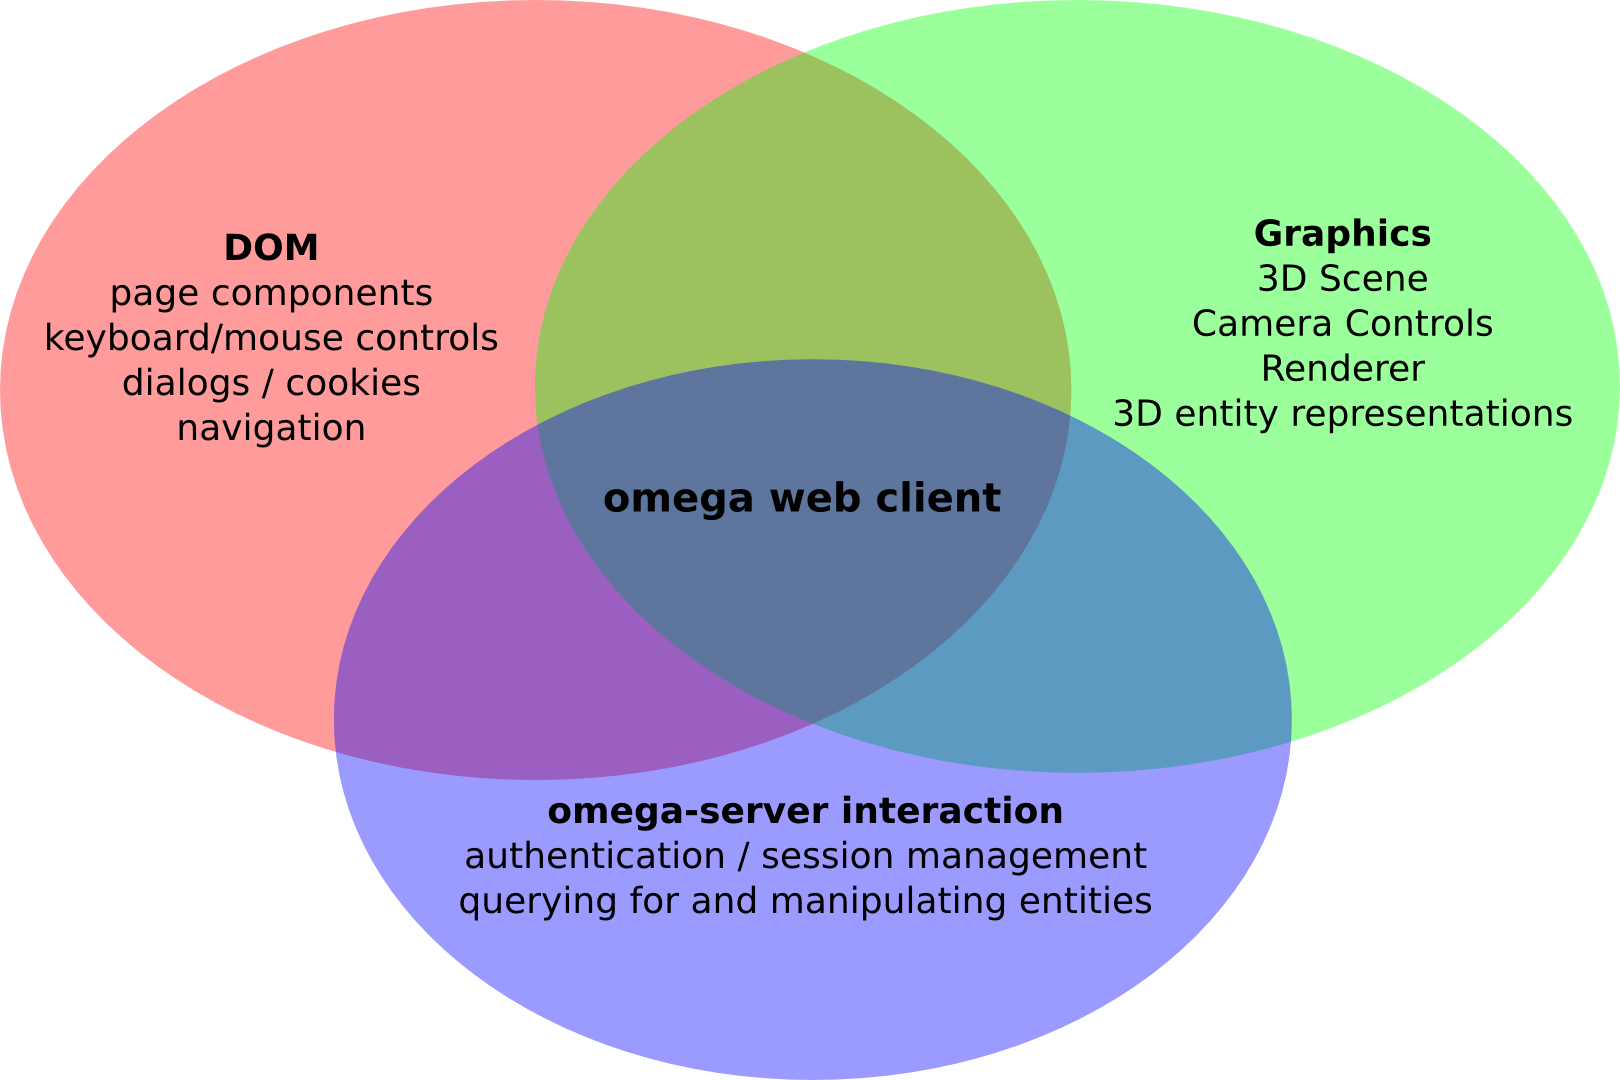 DOM
page components
keyboard/mouse controls
dialogs / cookies
navigation
Graphics
3D Scene
Camera Controls
Renderer
3D entity representations
omega web client
omega-server interaction
authentication / session management
querying for and manipulating entities